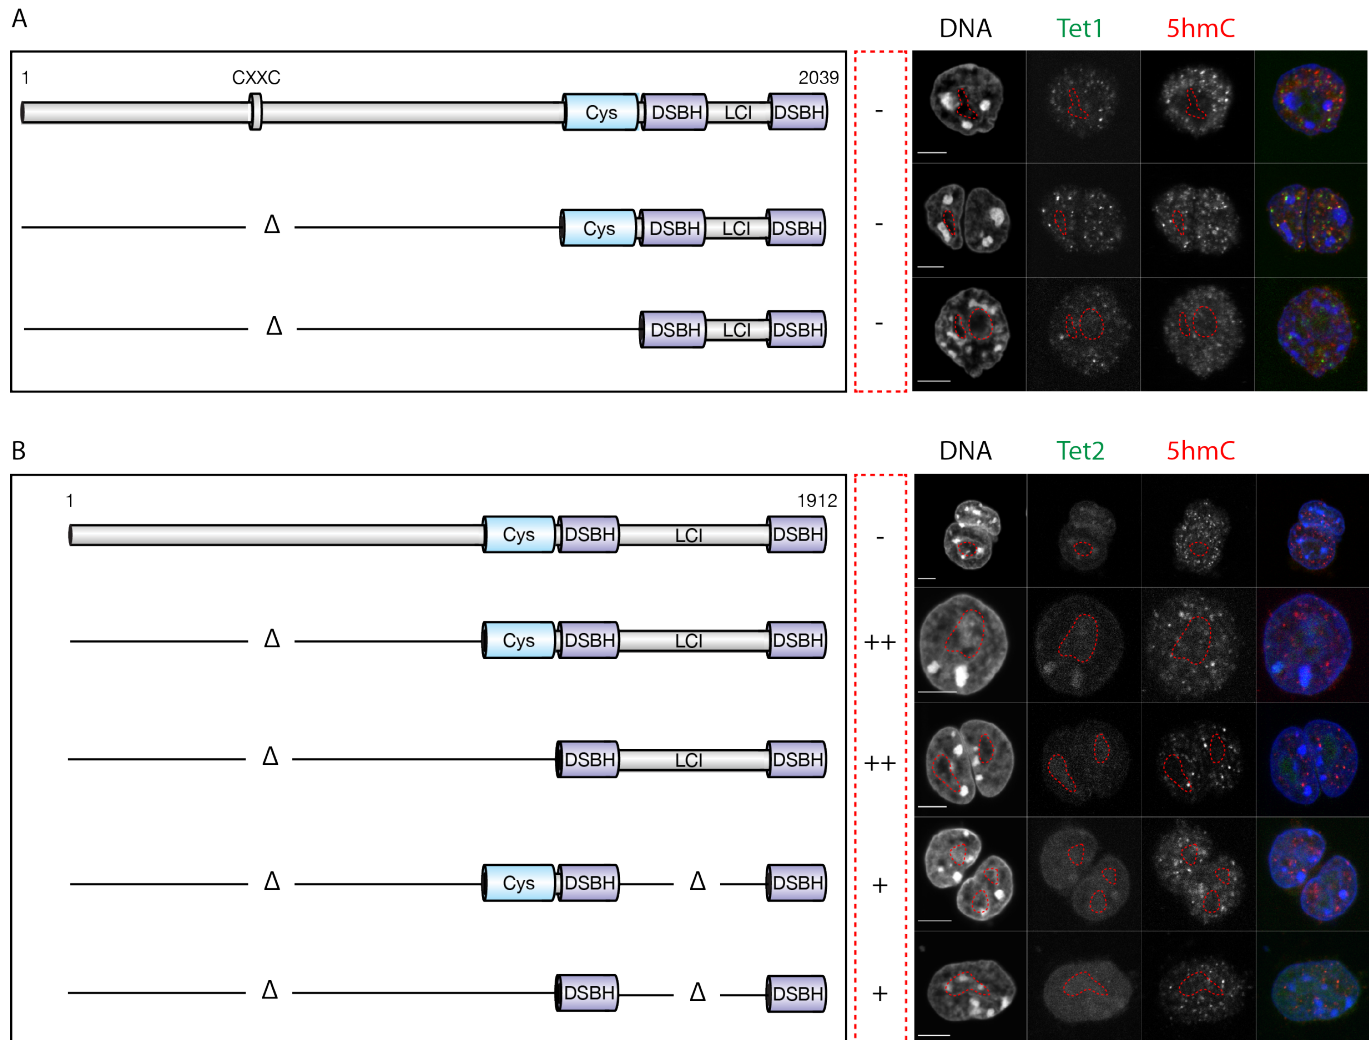 A
DNA Tet1 5hmC
1 CXXC 2039
Cys DSBH LCI DSBH -
Δ Cys DSBH LCI DSBH -
Δ DSBH LCI DSBH -
B
DNA Tet2 5hmC
1 1912
Cys DSBH LCI DSBH -
Δ Cys DSBH LCI DSBH ++
Δ DSBH LCI DSBH ++
Δ Cys DSBH Δ DSBH +
Δ DSBH Δ DSBH +